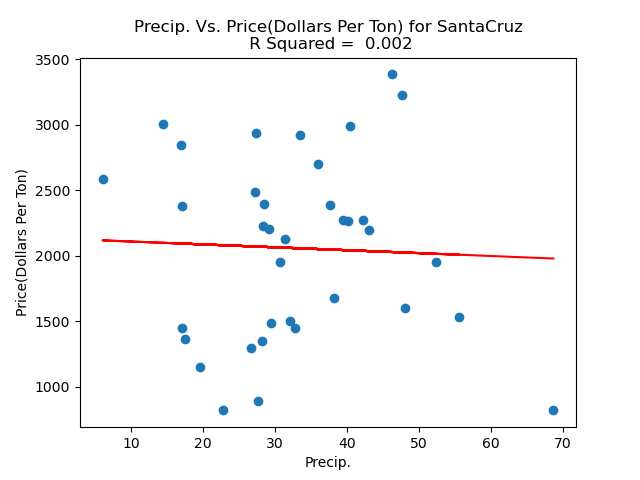 Precip. Vs. Price(Dollars Per Ton) for SantaCruz
R Squared =  0.002
3500
3000
2500
2000
1500
1000
Price(Dollars Per Ton)
10 20 30 40 50 60 70
Precip.